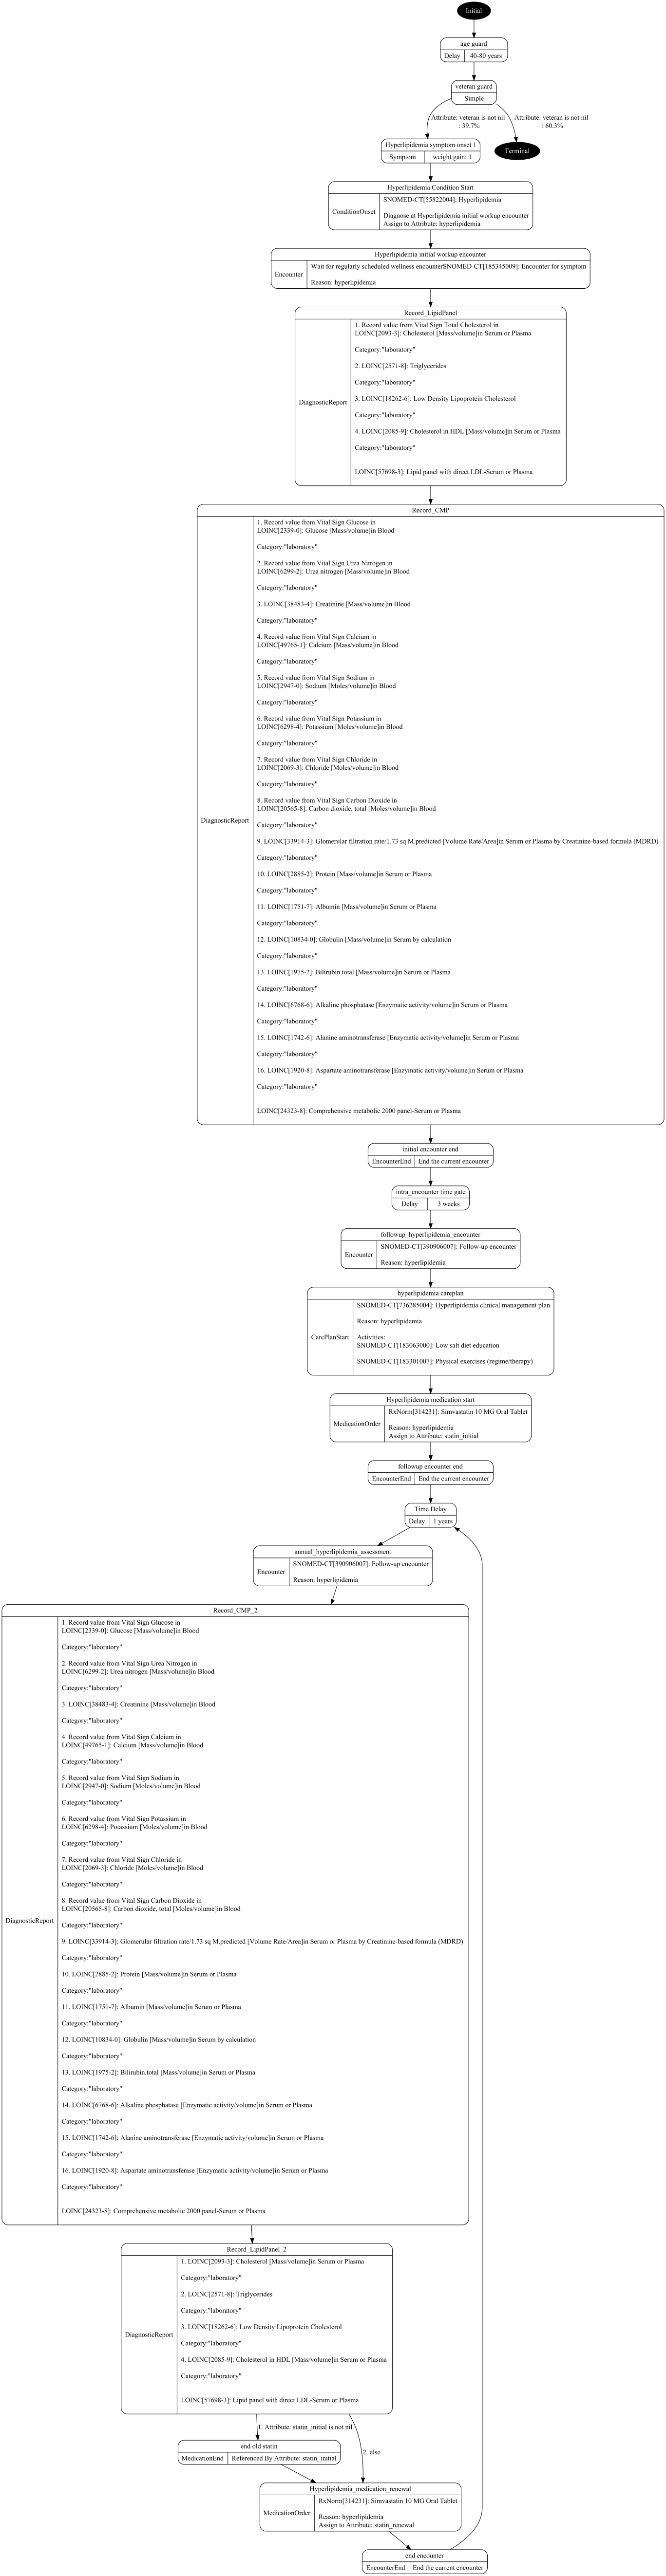 Initial
age guard
Delay
40-80 years
veteran guard
Simple
Attribute: veteran is not nil
: 39.7%
Attribute: veteran is not nil
: 60.3%
Hyperlipidemia symptom onset 1
Symptom
weight gain: 1
Terminal
Hyperlipidemia Condition Start
ConditionOnset
SNOMED-CT[55822004]: Hyperlipidemia
Diagnose at Hyperlipidemia initial workup encounter
Assign to Attribute: hyperlipidemia
Hyperlipidemia initial workup encounter
Encounter
Wait for regularly scheduled wellness encounterSNOMED-CT[185345009]: Encounter for symptom
Reason: hyperlipidemia
Record_LipidPanel
DiagnosticReport
1. Record value from Vital Sign Total Cholesterol in
LOINC[2093-3]: Cholesterol [Mass/volume]in Serum or Plasma
Category:"laboratory"
2. LOINC[2571-8]: Triglycerides
Category:"laboratory"
3. LOINC[18262-6]: Low Density Lipoprotein Cholesterol
Category:"laboratory"
4. LOINC[2085-9]: Cholesterol in HDL [Mass/volume]in Serum or Plasma
Category:"laboratory"
LOINC[57698-3]: Lipid panel with direct LDL-Serum or Plasma
Record_CMP
DiagnosticReport
1. Record value from Vital Sign Glucose in
LOINC[2339-0]: Glucose [Mass/volume]in Blood
Category:"laboratory"
2. Record value from Vital Sign Urea Nitrogen in
LOINC[6299-2]: Urea nitrogen [Mass/volume]in Blood
Category:"laboratory"
3. LOINC[38483-4]: Creatinine [Mass/volume]in Blood
Category:"laboratory"
4. Record value from Vital Sign Calcium in
LOINC[49765-1]: Calcium [Mass/volume]in Blood
Category:"laboratory"
5. Record value from Vital Sign Sodium in
LOINC[2947-0]: Sodium [Moles/volume]in Blood
Category:"laboratory"
6. Record value from Vital Sign Potassium in
LOINC[6298-4]: Potassium [Moles/volume]in Blood
Category:"laboratory"
7. Record value from Vital Sign Chloride in
LOINC[2069-3]: Chloride [Moles/volume]in Blood
Category:"laboratory"
8. Record value from Vital Sign Carbon Dioxide in
LOINC[20565-8]: Carbon dioxide, total [Moles/volume]in Blood
Category:"laboratory"
9. LOINC[33914-3]: Glomerular filtration rate/1.73 sq M.predicted [Volume Rate/Area]in Serum or Plasma by Creatinine-based formula (MDRD)
Category:"laboratory"
10. LOINC[2885-2]: Protein [Mass/volume]in Serum or Plasma
Category:"laboratory"
11. LOINC[1751-7]: Albumin [Mass/volume]in Serum or Plasma
Category:"laboratory"
12. LOINC[10834-0]: Globulin [Mass/volume]in Serum by calculation
Category:"laboratory"
13. LOINC[1975-2]: Bilirubin.total [Mass/volume]in Serum or Plasma
Category:"laboratory"
14. LOINC[6768-6]: Alkaline phosphatase [Enzymatic activity/volume]in Serum or Plasma
Category:"laboratory"
15. LOINC[1742-6]: Alanine aminotransferase [Enzymatic activity/volume]in Serum or Plasma
Category:"laboratory"
16. LOINC[1920-8]: Aspartate aminotransferase [Enzymatic activity/volume]in Serum or Plasma
Category:"laboratory"
LOINC[24323-8]: Comprehensive metabolic 2000 panel-Serum or Plasma
initial encounter end
EncounterEnd
End the current encounter
intra_encounter time gate
Delay
3 weeks
followup_hyperlipidemia_encounter
Encounter
SNOMED-CT[390906007]: Follow-up encounter
Reason: hyperlipidemia
hyperlipidemia careplan
CarePlanStart
SNOMED-CT[736285004]: Hyperlipidemia clinical management plan
Reason: hyperlipidemia
Activities:
SNOMED-CT[183063000]: Low salt diet education
SNOMED-CT[183301007]: Physical exercises (regime/therapy)
Hyperlipidemia medication start
MedicationOrder
RxNorm[314231]: Simvastatin 10 MG Oral Tablet
Reason: hyperlipidemia
Assign to Attribute: statin_initial
followup encounter end
EncounterEnd
End the current encounter
Time Delay
Delay
1 years
annual_hyperlipidemia_assessment
Encounter
SNOMED-CT[390906007]: Follow-up encounter
Reason: hyperlipidemia
Record_CMP_2
DiagnosticReport
1. Record value from Vital Sign Glucose in
LOINC[2339-0]: Glucose [Mass/volume]in Blood
Category:"laboratory"
2. Record value from Vital Sign Urea Nitrogen in
LOINC[6299-2]: Urea nitrogen [Mass/volume]in Blood
Category:"laboratory"
3. LOINC[38483-4]: Creatinine [Mass/volume]in Blood
Category:"laboratory"
4. Record value from Vital Sign Calcium in
LOINC[49765-1]: Calcium [Mass/volume]in Blood
Category:"laboratory"
5. Record value from Vital Sign Sodium in
LOINC[2947-0]: Sodium [Moles/volume]in Blood
Category:"laboratory"
6. Record value from Vital Sign Potassium in
LOINC[6298-4]: Potassium [Moles/volume]in Blood
Category:"laboratory"
7. Record value from Vital Sign Chloride in
LOINC[2069-3]: Chloride [Moles/volume]in Blood
Category:"laboratory"
8. Record value from Vital Sign Carbon Dioxide in
LOINC[20565-8]: Carbon dioxide, total [Moles/volume]in Blood
Category:"laboratory"
9. LOINC[33914-3]: Glomerular filtration rate/1.73 sq M.predicted [Volume Rate/Area]in Serum or Plasma by Creatinine-based formula (MDRD)
Category:"laboratory"
10. LOINC[2885-2]: Protein [Mass/volume]in Serum or Plasma
Category:"laboratory"
11. LOINC[1751-7]: Albumin [Mass/volume]in Serum or Plasma
Category:"laboratory"
12. LOINC[10834-0]: Globulin [Mass/volume]in Serum by calculation
Category:"laboratory"
13. LOINC[1975-2]: Bilirubin.total [Mass/volume]in Serum or Plasma
Category:"laboratory"
14. LOINC[6768-6]: Alkaline phosphatase [Enzymatic activity/volume]in Serum or Plasma
Category:"laboratory"
15. LOINC[1742-6]: Alanine aminotransferase [Enzymatic activity/volume]in Serum or Plasma
Category:"laboratory"
16. LOINC[1920-8]: Aspartate aminotransferase [Enzymatic activity/volume]in Serum or Plasma
Category:"laboratory"
LOINC[24323-8]: Comprehensive metabolic 2000 panel-Serum or Plasma
Record_LipidPanel_2
DiagnosticReport
1. LOINC[2093-3]: Cholesterol [Mass/volume]in Serum or Plasma
Category:"laboratory"
2. LOINC[2571-8]: Triglycerides
Category:"laboratory"
3. LOINC[18262-6]: Low Density Lipoprotein Cholesterol
Category:"laboratory"
4. LOINC[2085-9]: Cholesterol in HDL [Mass/volume]in Serum or Plasma
Category:"laboratory"
LOINC[57698-3]: Lipid panel with direct LDL-Serum or Plasma
1. Attribute: statin_initial is not nil
end old statin
MedicationEnd
Referenced By Attribute: statin_initial
2. else
Hyperlipidemia_medication_renewal
MedicationOrder
RxNorm[314231]: Simvastatin 10 MG Oral Tablet
Reason: hyperlipidemia
Assign to Attribute: statin_renewal
end encounter
EncounterEnd
End the current encounter